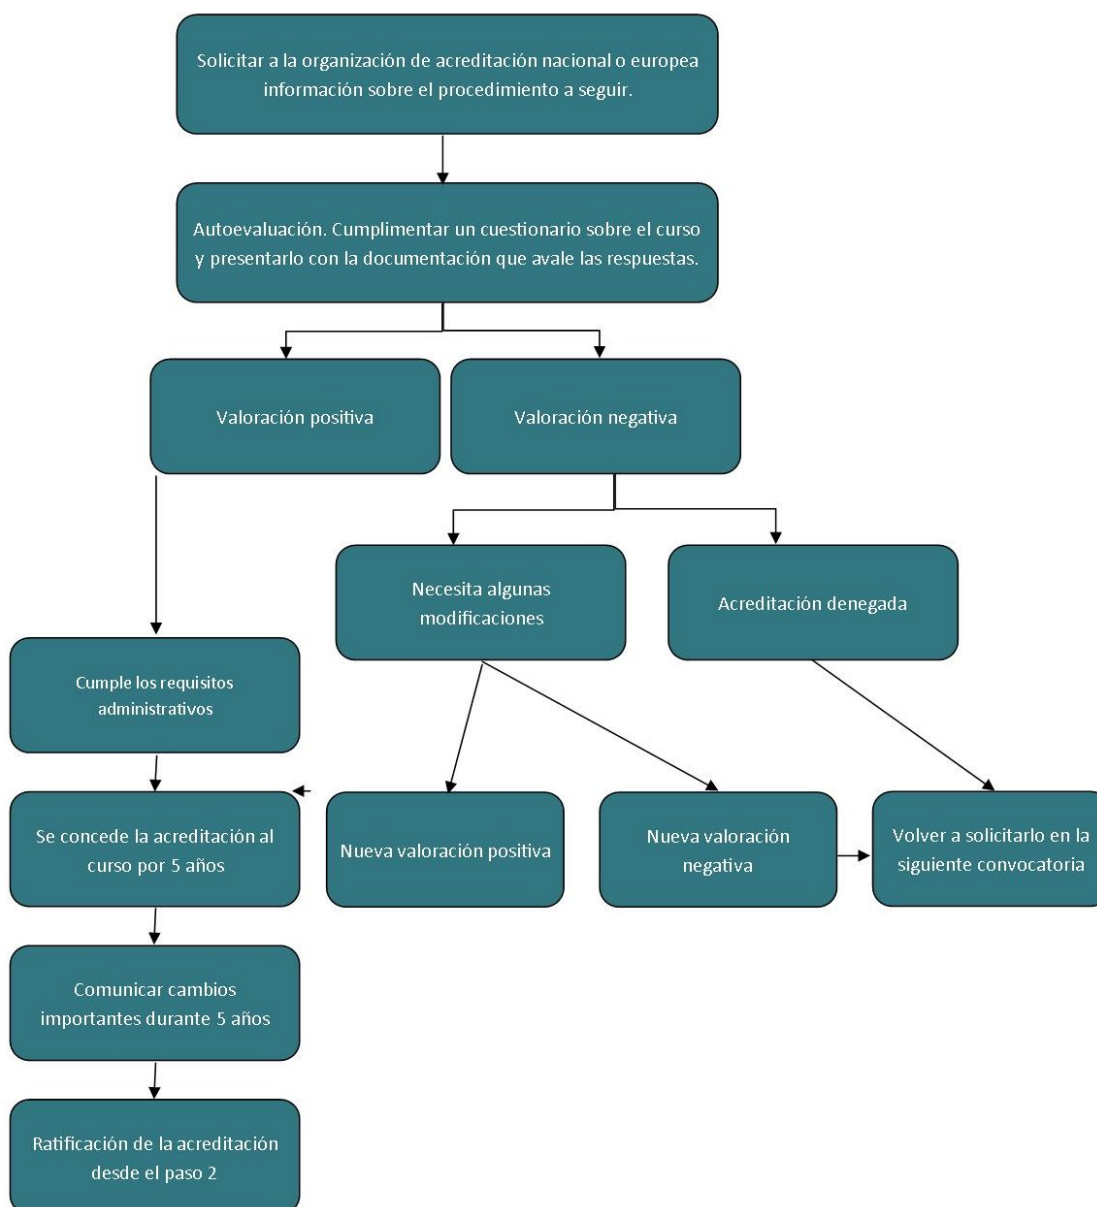 Solicitar a la organización de acreditación nacional o europea
información sobre el procedimiento a seguir.
Autoevaluación. Cumplimentar un cuestionario sobre el curso
y presentarlo con la documentación que avale las respuestas.
Valoración positiva
Valoración negativa
Necesita algunas
modificaciones
Acreditación denegada
Cumple los requisitos
administrativos
Se concede la acreditación al
curso por 5 años
Nueva valoración positiva
Nueva valoración
negativa
Volver a solicitarlo en la
siguiente convocatoria
Comunicar cambios
importantes durante 5 años
Ratificación de la acreditación
desde el paso 2